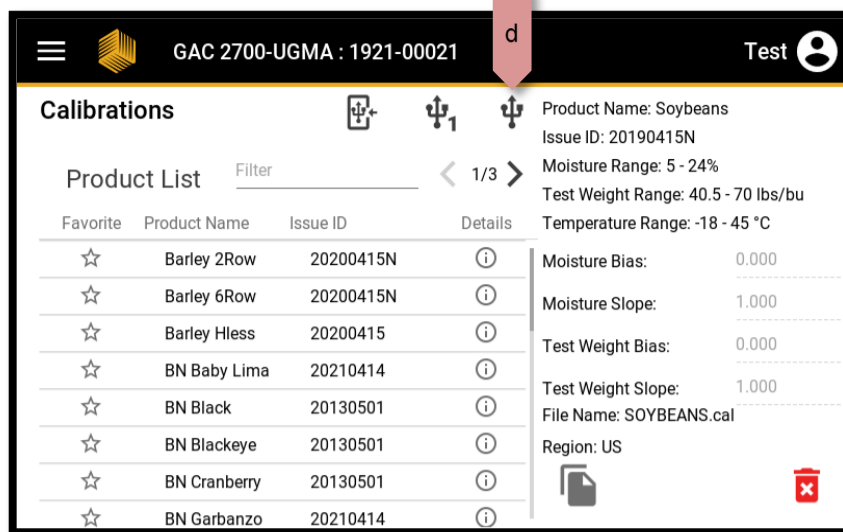 d
GAC 2700-UGMA : 1921-00021
Test
Calibrations
1
Product List
Filter
1/3
Favorite Product Name Issue ID Details
Barley 2Row 20200415N
Barley 6Row 20200415N
Barley Hless 20200415
BN Baby Lima 20210414
BN Black 20130501
BN Blackeye 20130501
BN Cranberry 20130501
BN Garbanzo 20210414
Product Name: Soybeans
Issue ID: 20190415N
Moisture Range: 5 - 24%
Test Weight Range: 40.5 - 70 lbs/bu
Temperature Range: -18 - 45 °C
Moisture Bias: 0.000
Moisture Slope: 1.000
Test Weight Bias: 0.000
Test Weight Slope: 1.000
File Name: SOYBEANS.cal
Region: US